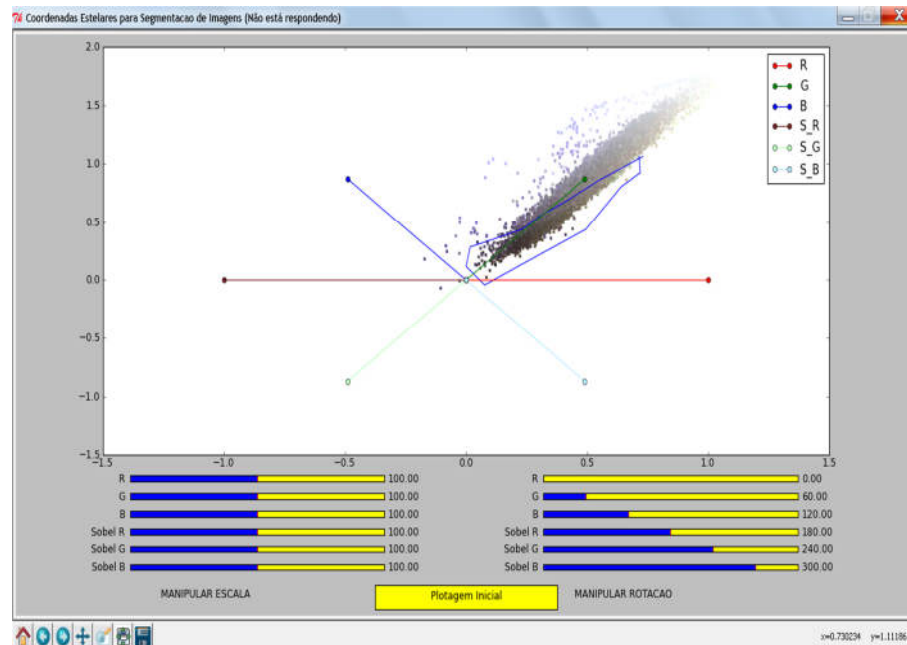 Coordenadas Estelares para Segmentacao de Imagens (Não está respondendo)
2.0
1.5
1.0
0.5
0.0
−0.5
−1.0
−1.5
−1.5 −1.0 −0.5 0.0 0.5 1.0 1.5
R
G
B
S_R
S_G
S_B
R 100.00
G 100.00
B 100.00
Sobel R 100.00
Sobel G 100.00
Sobel B 100.00
R 0.00
G 60.00
B 120.00
Sobel R 180.00
Sobel G 240.00
Sobel B 300.00
MANIPULAR ESCALA
Plotagem Inicial
MANIPULAR ROTACAO
x=0.730234 y=1.11186